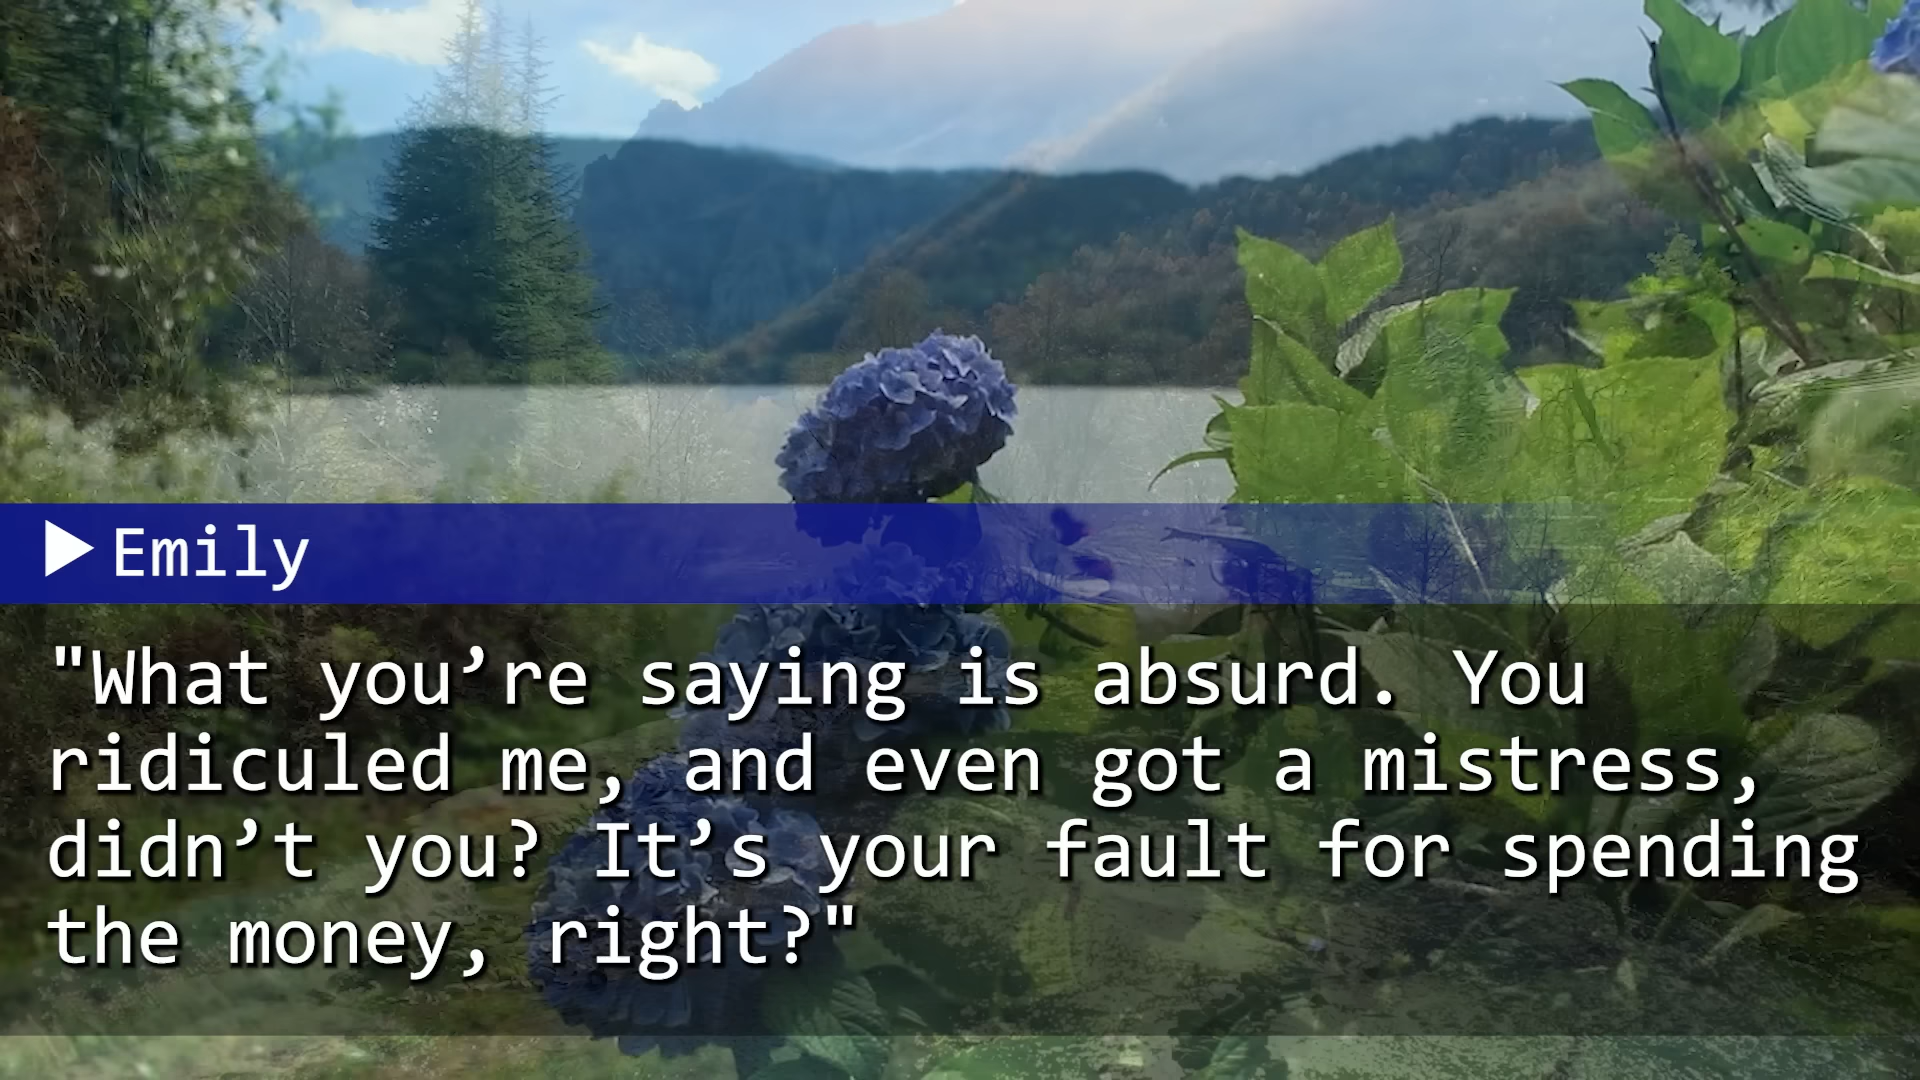 Emily
"What you’re saying is absurd. You
ridiculed me, and even got a mistress,
didn’t you? It’s your fault for spending
the money, right?"